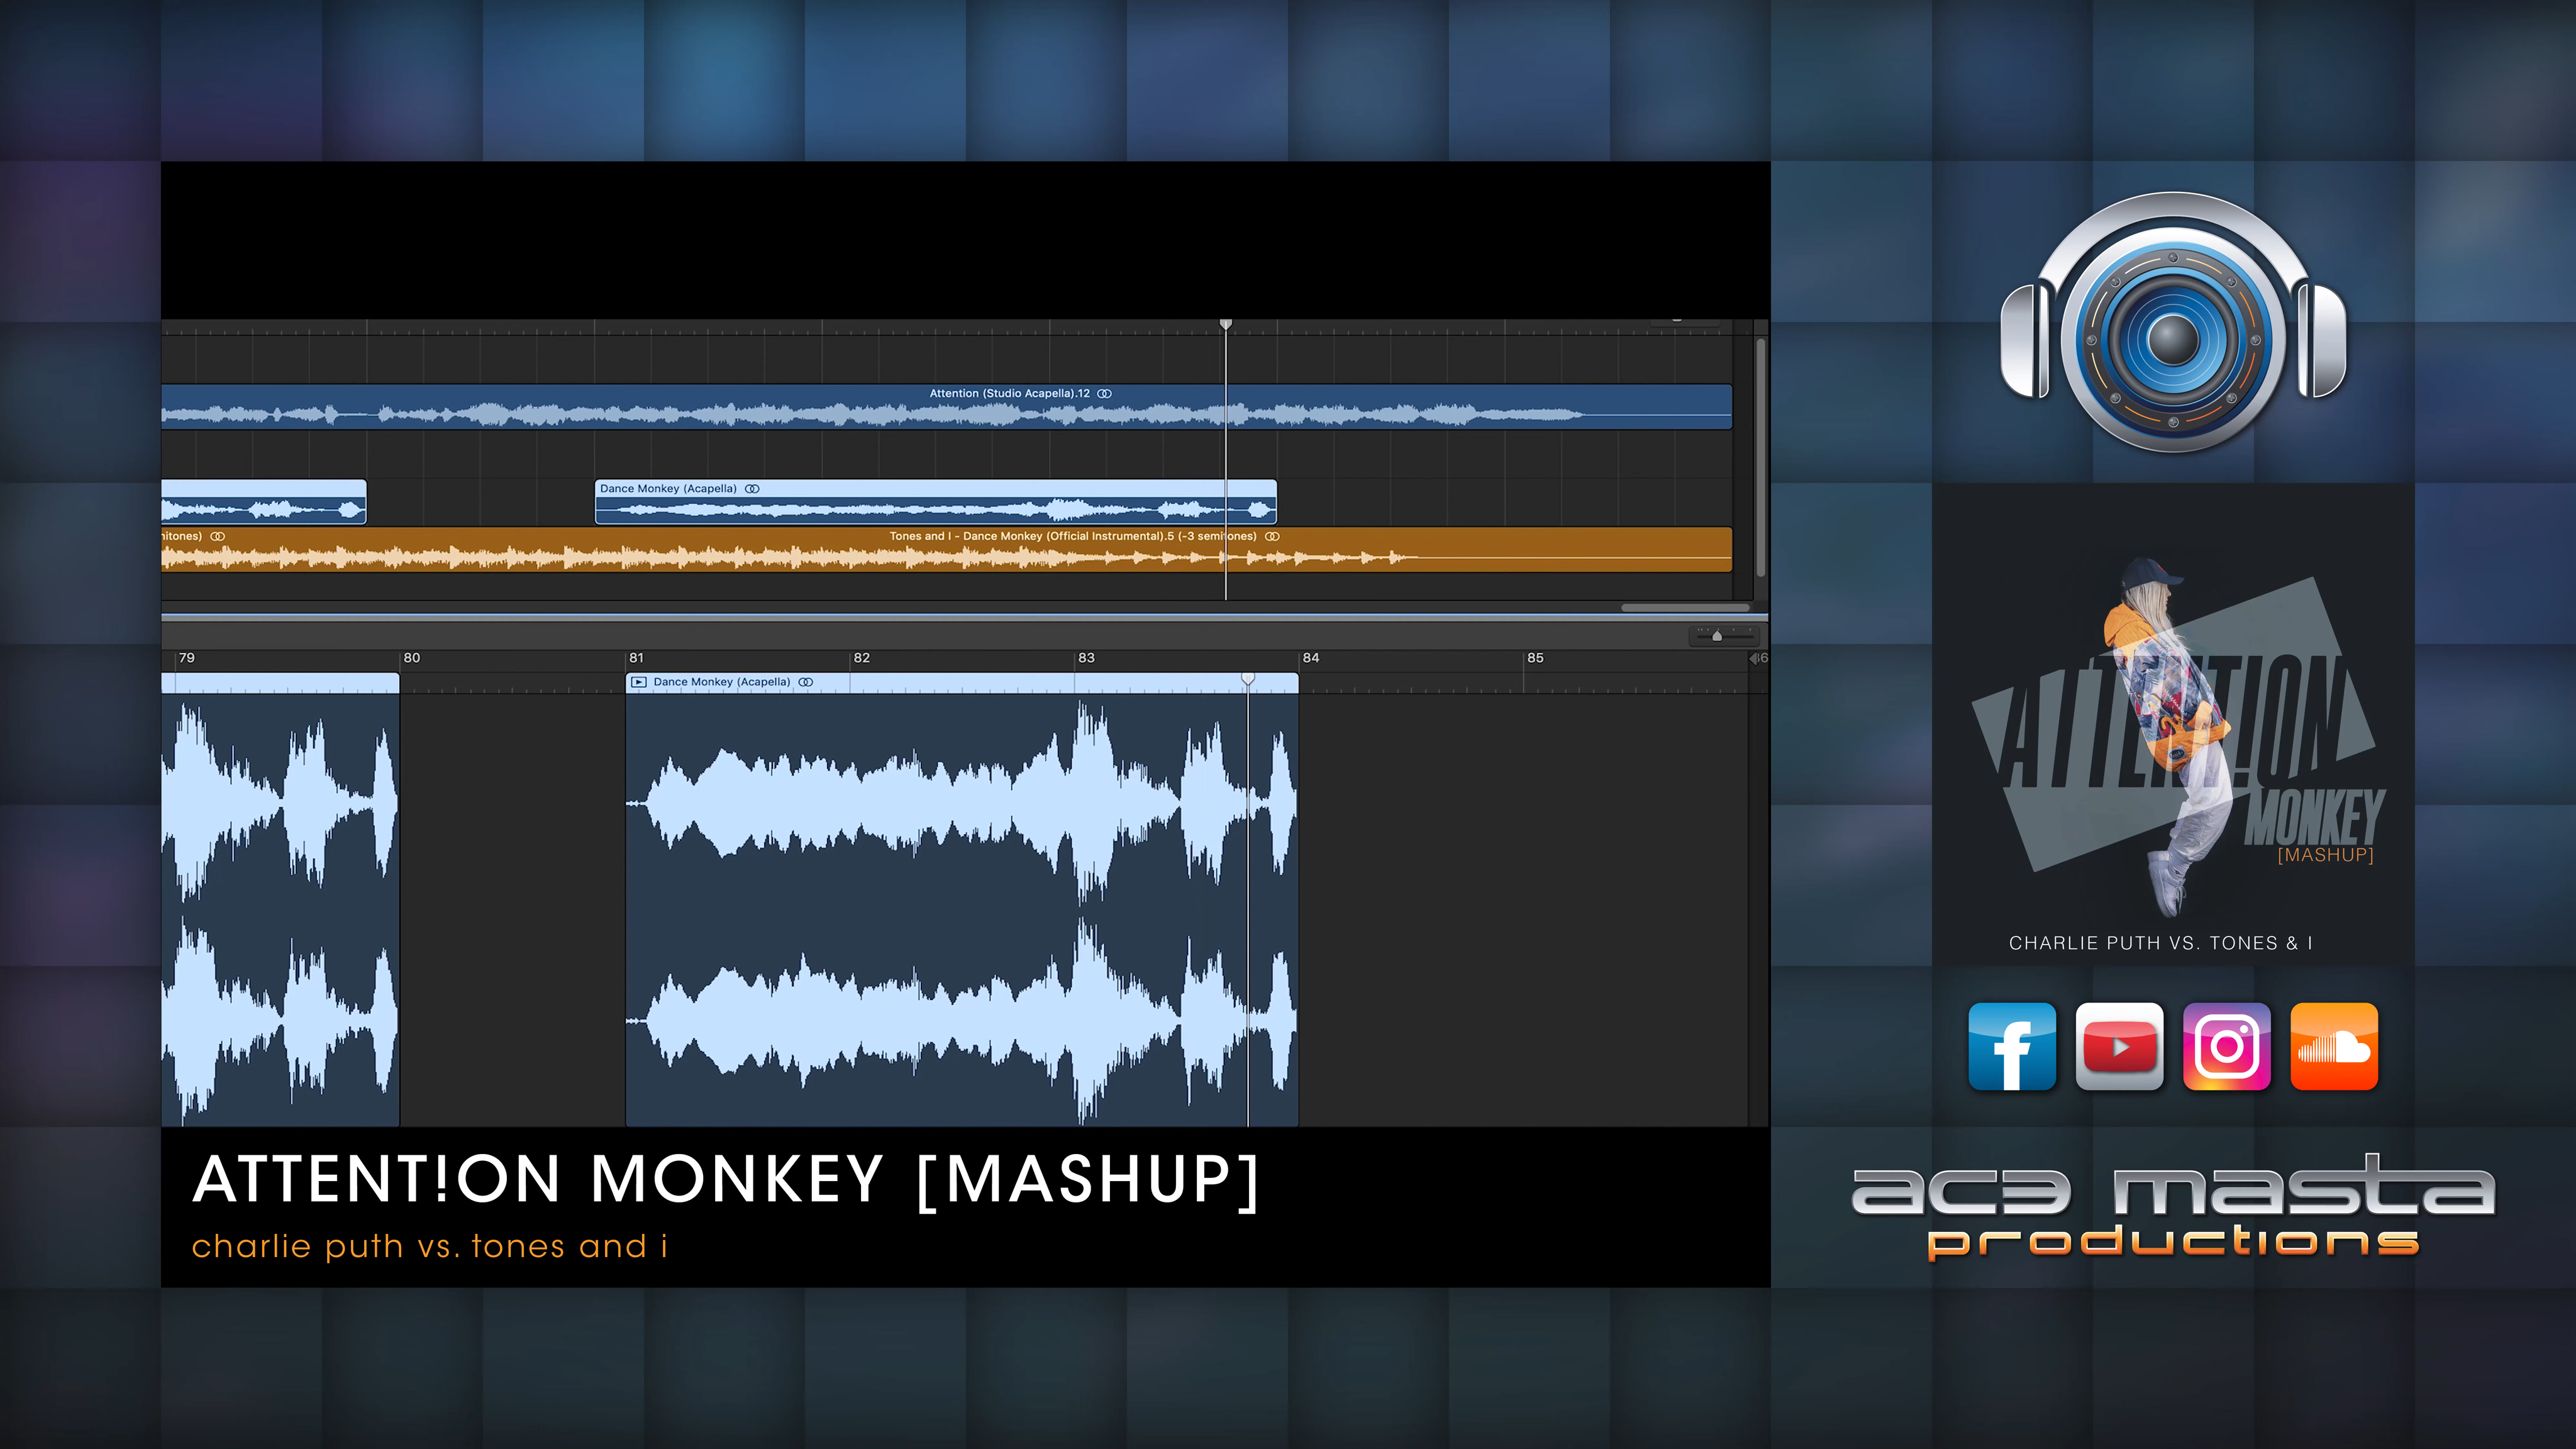 Attention (Studio Acapella).12
Dance Monkey (Acapella)
Tones and I - Dance Monkey (Official Instrumental).5 (-3 semitones)
79 80 81 82 83 84 85
Dance Monkey (Acapella)
ATTENT!ON MONKEY [MASHUP]
charlie puth vs. tones and i
ATTENT!ON
MONKEY
[MASHUP]
CHARLIE PUTH VS. TONES & I
ac3 masta
productions